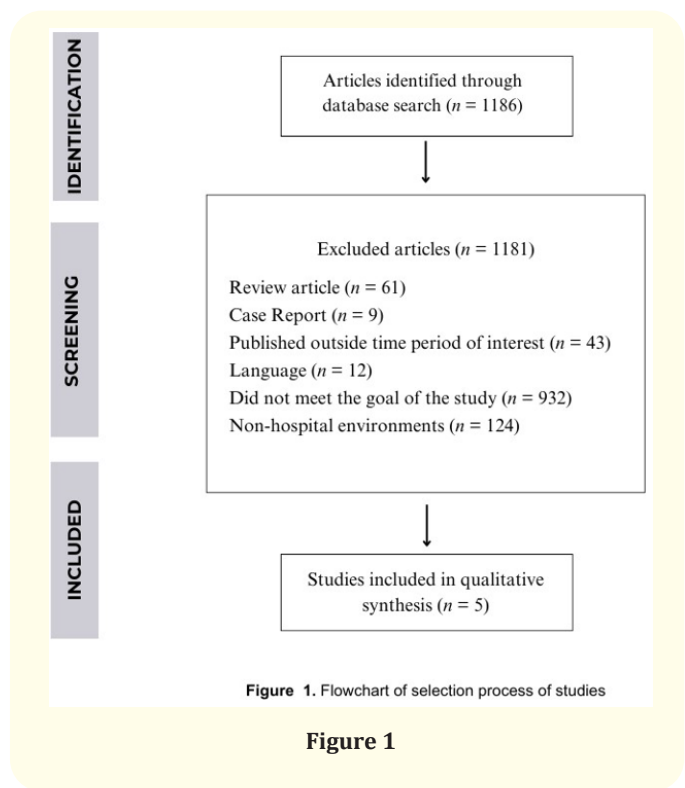 IDENTIFICATION
Articles identified through
database search (n = 1186)
SCREENING
Excluded articles (n = 1181)
Review article (n = 61)
Case Report (n = 9)
Published outside time period of interest (n = 43)
Language (n = 12)
Did not meet the goal of the study (n = 932)
Non-hospital environments (n = 124)
INCLUDED
Studies included in qualitative
synthesis (n = 5)
Figure 1. Flowchart of selection process of studies
Figure 1